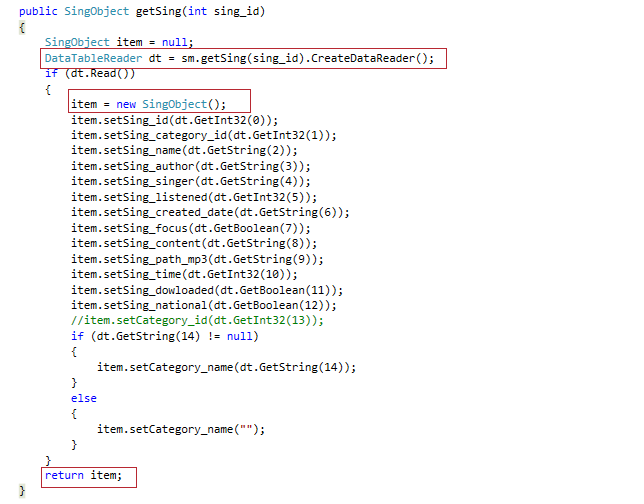 public SingObject getSing(int sing_id)
{
SingObject item = null;
DataTableReader dt = sm.getSing(sing_id).CreateDataReader();
if (dt.Read())
{
item = new SingObject();
item.setSing_id(dt.GetInt32(0));
item.setSing_category_id(dt.GetInt32(1));
item.setSing_name(dt.GetString(2));
item.setSing_author(dt.GetString(3));
item.setSing_singer(dt.GetString(4));
item.setSing_listened(dt.GetInt32(5));
item.setSing_created_date(dt.GetString(6));
item.setSing_focus(dt.GetBoolean(7));
item.setSing_content(dt.GetString(8));
item.setSing_path_mp3(dt.GetString(9));
item.setSing_time(dt.GetInt32(10));
item.setSing_dowloaded(dt.GetBoolean(11));
item.setSing_national(dt.GetBoolean(12));
//item.setCategory_id(dt.GetInt32(13));
if (dt.GetString(14) != null)
{
item.setCategory_name(dt.GetString(14));
}
else
{
item.setCategory_name("");
}
}
return item;
}